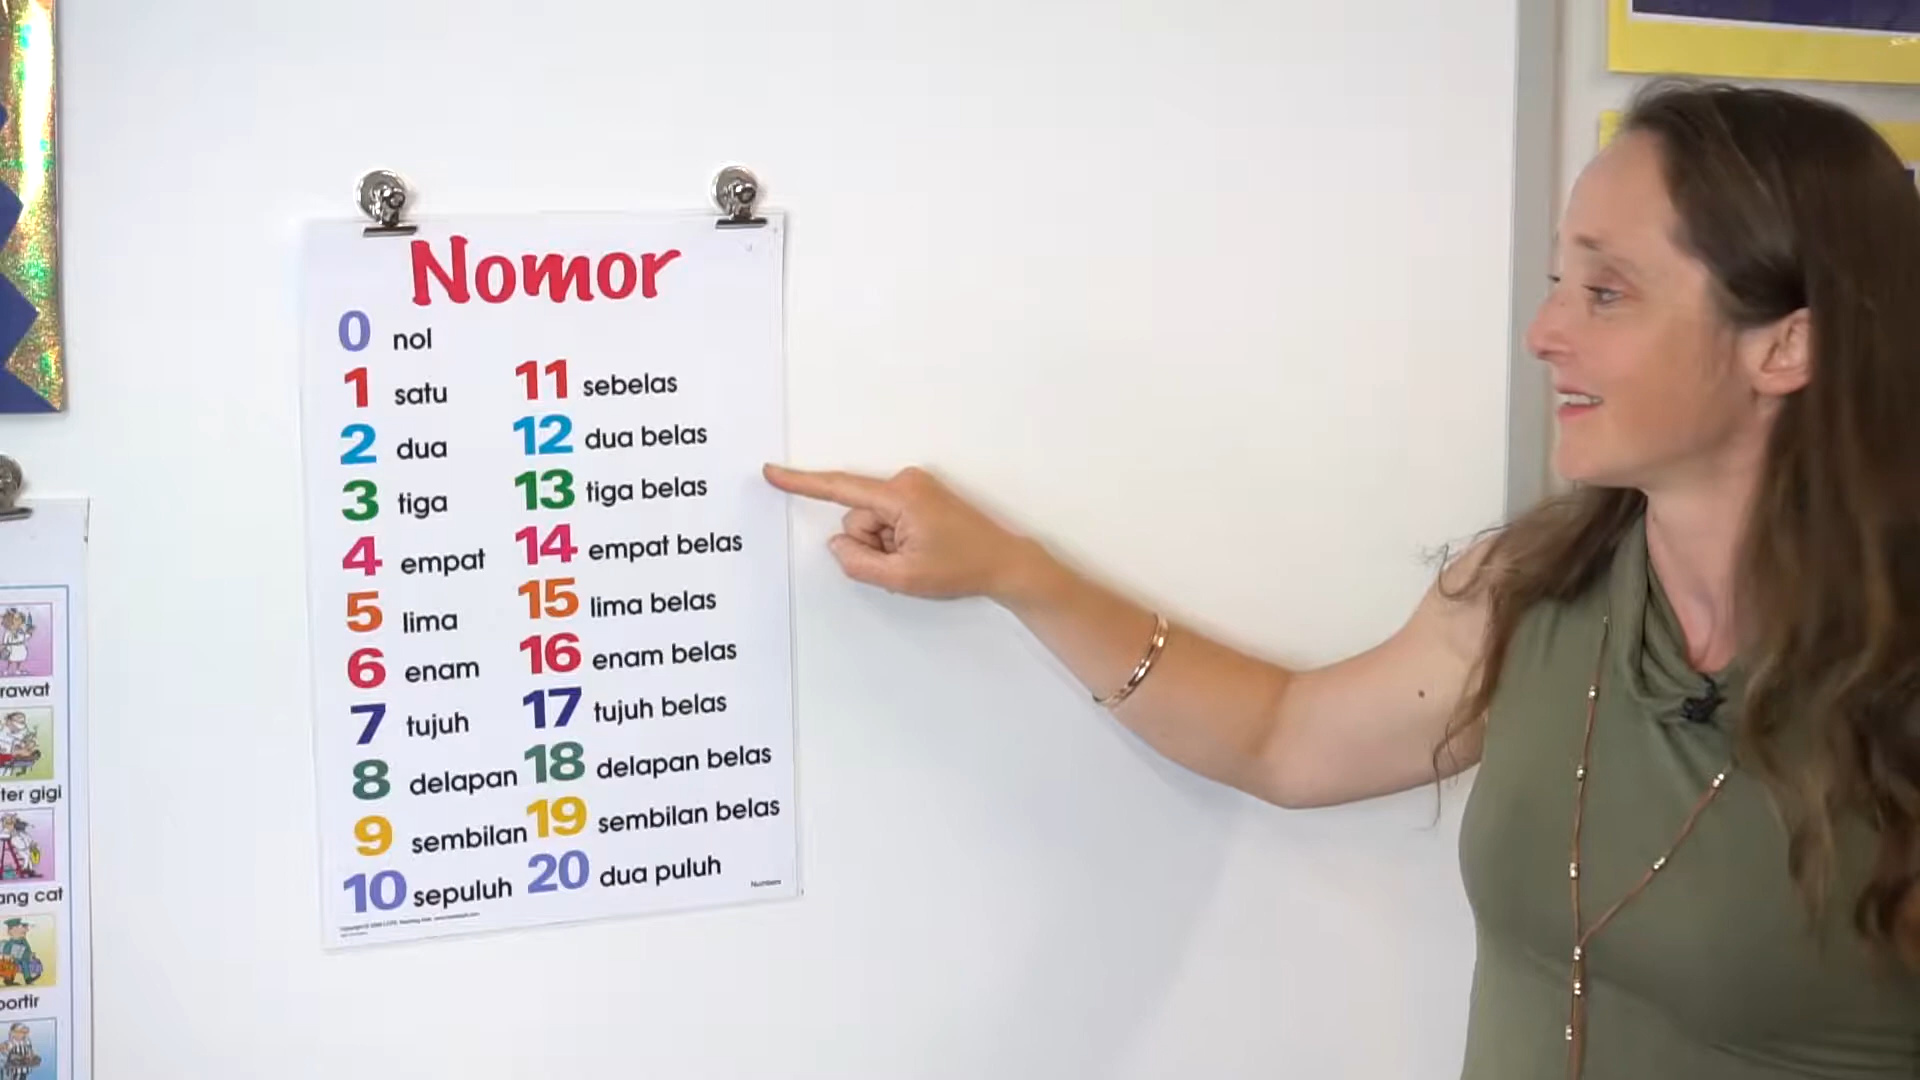 Nomor
0 nol
1 satu
2 dua
3 tiga
4 empat
5 lima
6 enam
7 tujuh
8 delapan
9 sembilan
10 sepuluh
11 sebelas
12 dua belas
13 tiga belas
14 empat belas
15 lima belas
16 enam belas
17 tujuh belas
18 delapan belas
19 sembilan belas
20 dua puluh
Numbers
rawat
ter gigi
ang cat
portir